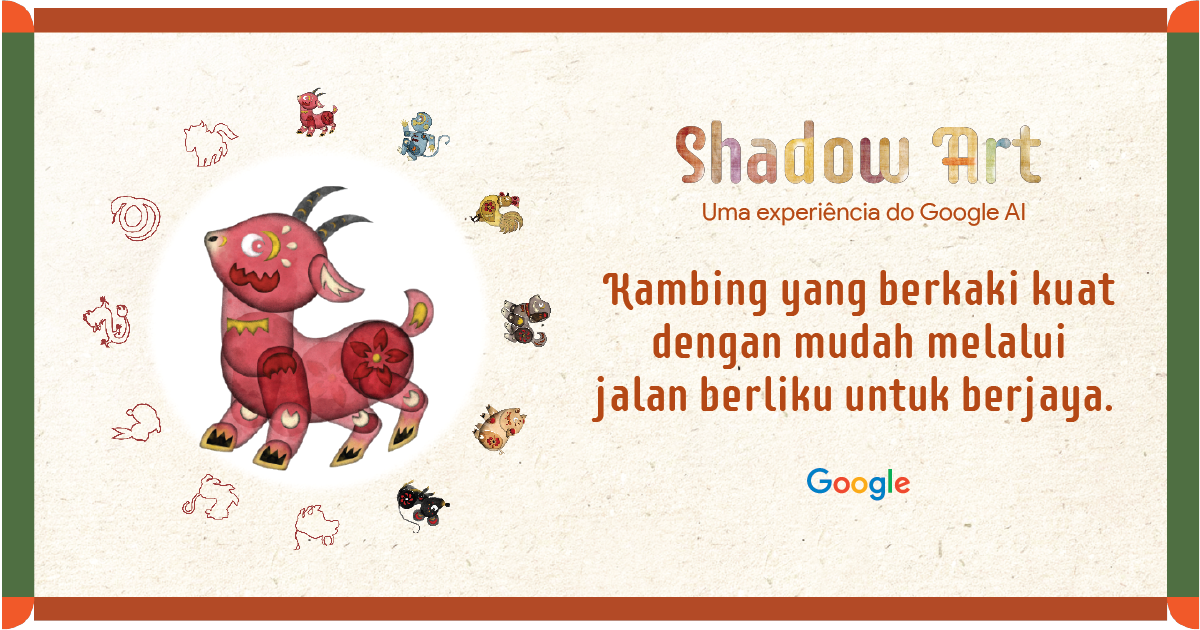 Shadow Art
Uma experiência do Google AI
Kambing yang berkaki kuat
dengan mudah melalui
jalan berliku untuk berjaya.
Google